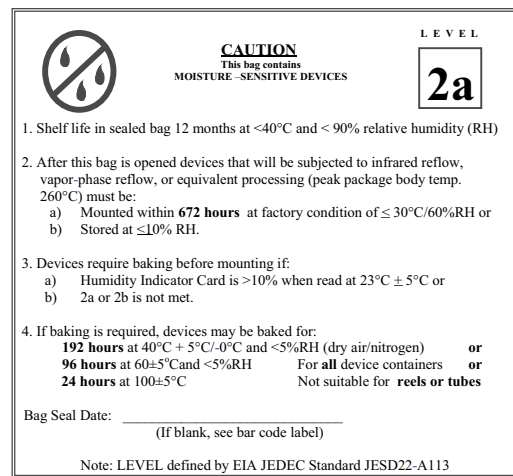 LEVEL
CAUTION
This bag contains
MOISTURE –SENSITIVE DEVICES
2a
1. Shelf life in sealed bag 12 months at <40°C and < 90% relative humidity (RH)
2. After this bag is opened devices that will be subjected to infrared reflow,
vapor-phase reflow, or equivalent processing (peak package body temp.
260°C) must be:
a) Mounted within 672 hours at factory condition of ≤ 30°C/60%RH or
b) Stored at ≤10% RH.
3. Devices require baking before mounting if:
a) Humidity Indicator Card is >10% when read at 23°C ± 5°C or
b) 2a or 2b is not met.
4. If baking is required, devices may be baked for:
192 hours at 40°C + 5°C/-0°C and <5%RH (dry air/nitrogen) or
96 hours at 60±5°Cand <5%RH For all device containers or
24 hours at 100±5°C Not suitable for reels or tubes
Bag Seal Date: ______________________________
(If blank, see bar code label)
Note: LEVEL defined by EIA JEDEC Standard JESD22-A113